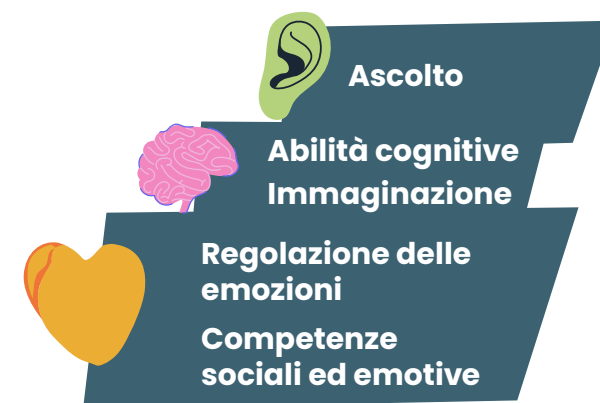 Ascolto
Abilità cognitive
Immaginazione
Regolazione delle
emozioni
Competenze
sociali ed emotive